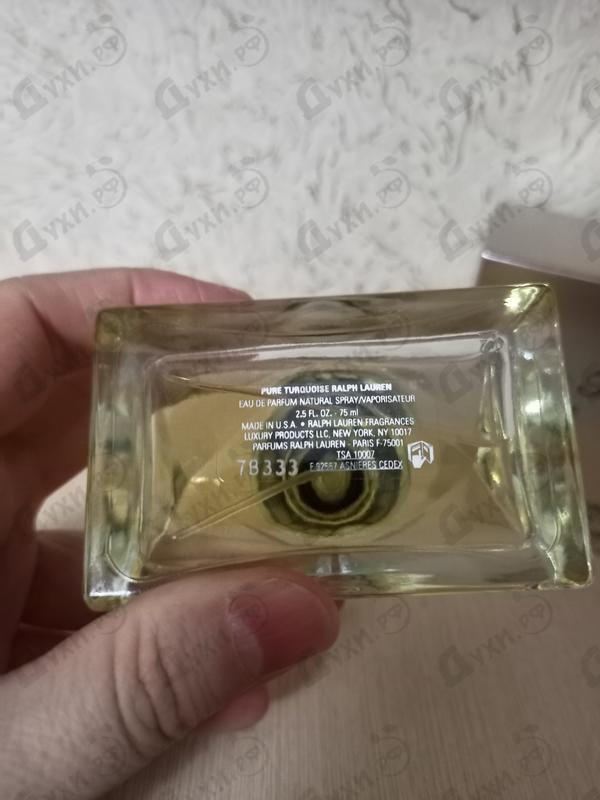 PURE TURQUOISE RALPH LAUREN
EAU DE PARFUM NATURAL SPRAY/VAPORISATEUR
2.5 FL. OZ. - 75 ml
MADE IN U.S.A. • RALPH LAUREN FRAGRANCES
LUXURY PRODUCTS LLC, NEW YORK, NY 10017
PARFUMS RALPH LAUREN - PARIS F-75001
TSA 10007
78333 F 92567 ASNIERES CEDEX
Духи.рф